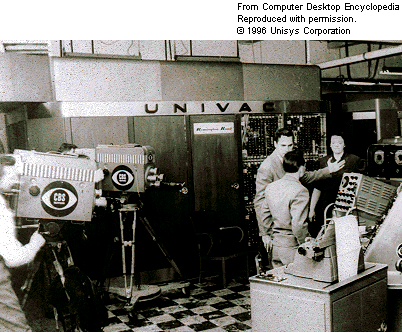 From Computer Desktop Encyclopedia
Reproduced with permission.
© 1996 Unisys Corporation
UNIVAC
Remington Rand
CBS
CBS